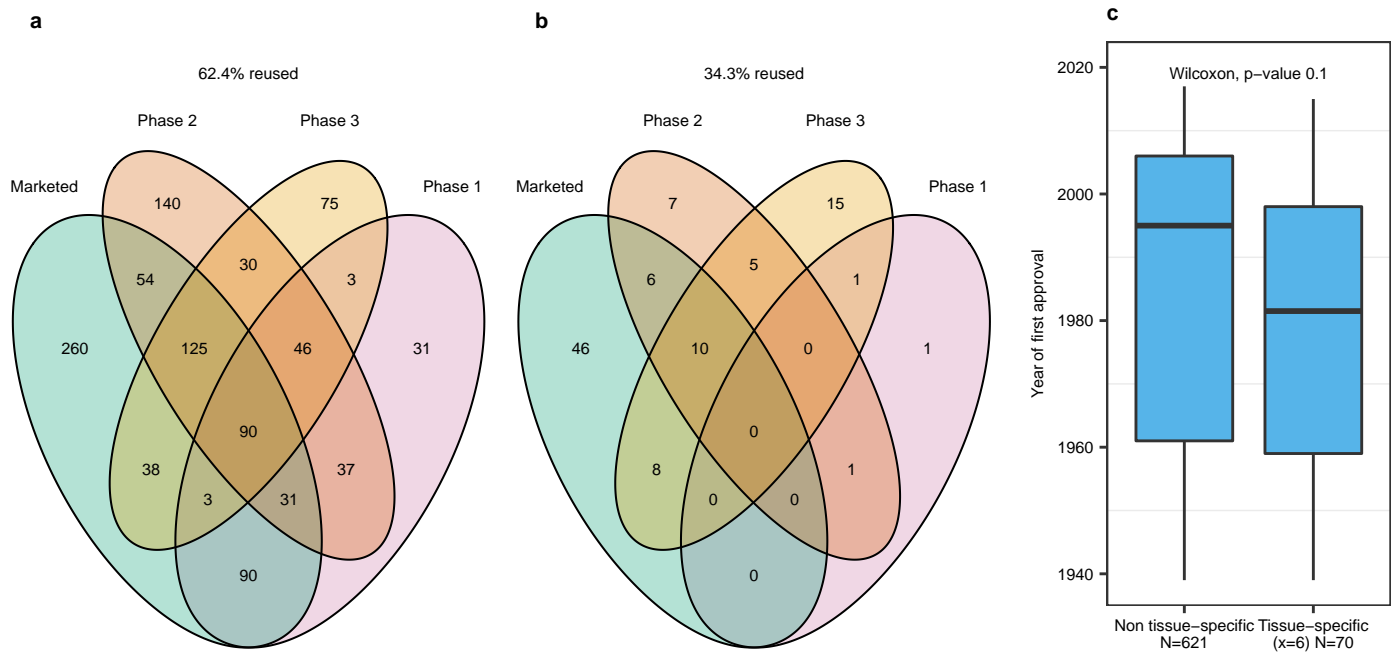 a
62.4% reused
Phase 2
Phase 3
Marketed
Phase 1
140
75
54
30
3
260
125
46
31
90
38
37
3
31
90
b
34.3% reused
Phase 2
Phase 3
Marketed
Phase 1
7
15
6
5
1
46
10
0
1
0
8
1
0
0
0
c
Wilcoxon, p−value 0.1
Year of first approval
2020
2000
1980
1960
1940
Non tissue−specific
N=621
Tissue−specific
(x=6) N=70